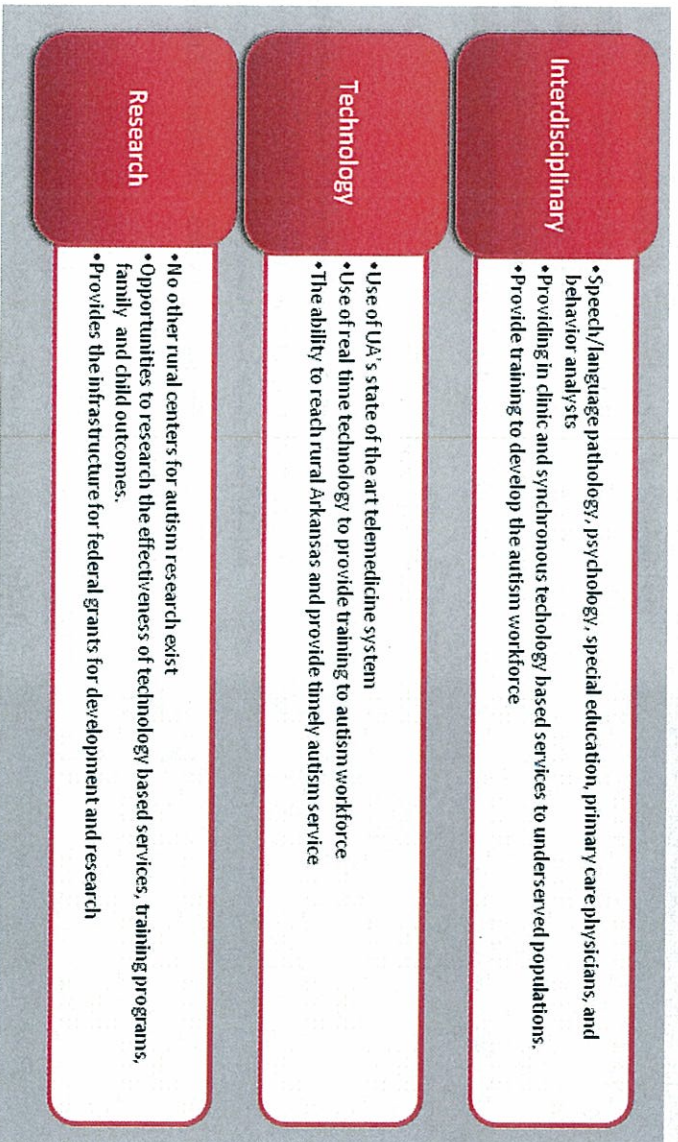 Interdisciplinary
•Speech/language pathology, psychology, special education, primary care physicians, and
behavior analysts
•Providing in clinic and synchronous techology based services to underserved populations.
•Provide training to develop the autism workforce
Technology
•Use of UA's state of the art telemedicine system
•Use of real time technology to provide training to autism workforce
•The ability to reach rural Arkansas and provide timely autism service
Research
•No other rural centers for autism research exist
•Opportunities to research the effectiveness of technology based services, training programs,
family and child outcomes.
•Provides the infrastructure for federal grants for development and research